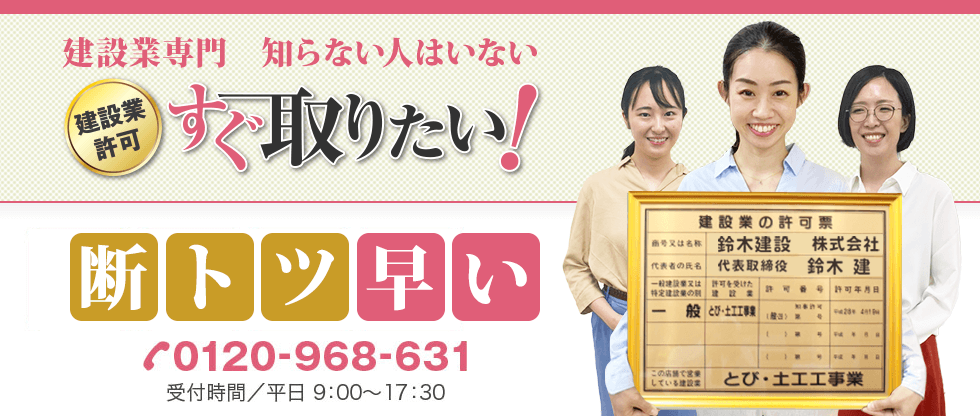 建設業専門　知らない人はいない
建設業
許可
すぐ取りたい!
断トツ早い
0120-968-631
受付時間／平日 9:00〜17:30
建設業の許可票
商号又は名称 鈴木建設 株式会社
代表者の氏名 代表取締役 鈴木 建
一般建設業又は
特定建設業の別
許可を受けた
建設業
許可番号 許可年月日
一般 とび・土工工事業
この店舗で営業
している建設業
とび・土工工事業